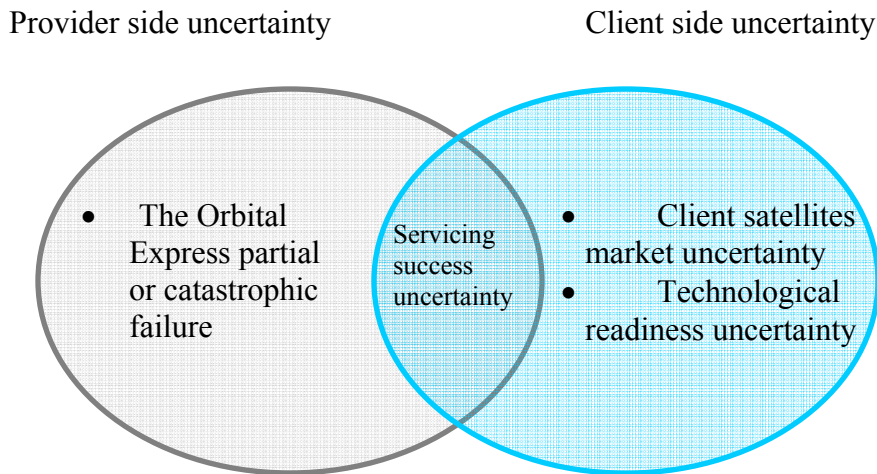 Provider side uncertainty
Client side uncertainty
• The Orbital
Express partial
or catastrophic
failure
Servicing
success
uncertainty
• Client satellites
market uncertainty
• Technological
readiness uncertainty